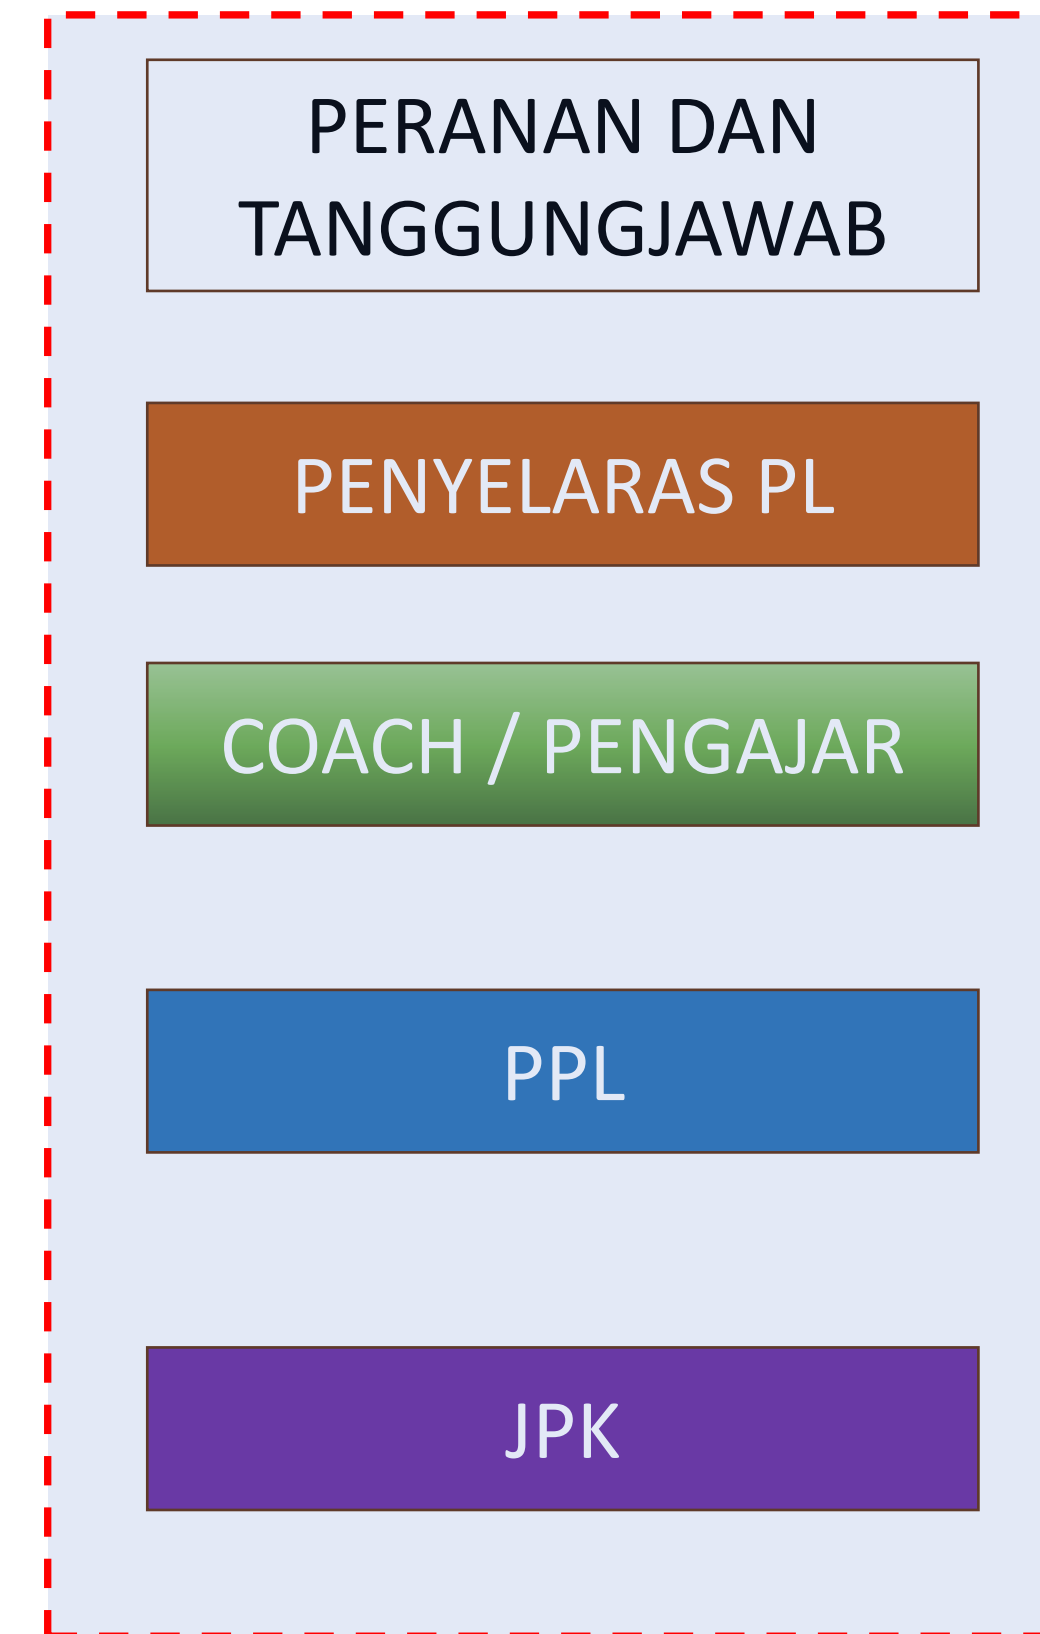 PERANAN DAN
TANGGUNGJAWAB
PENYELARAS PL
COACH / PENGAJAR
PPL
JPK